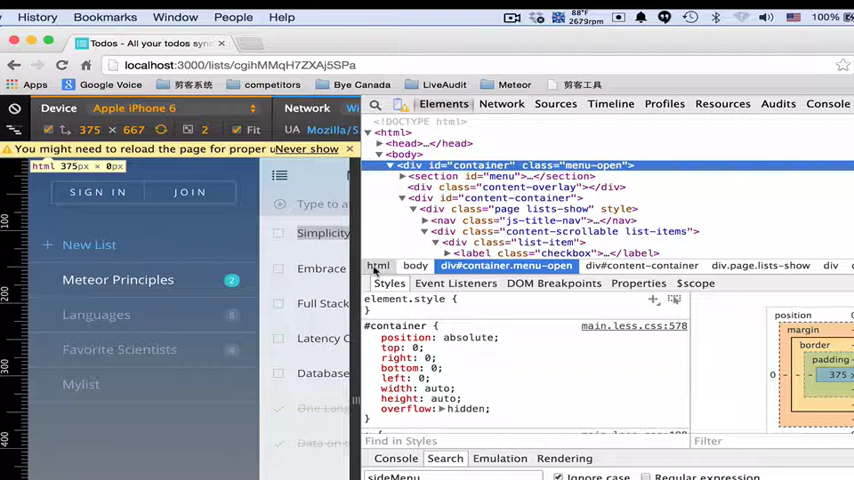 History Bookmarks Window People Help 88°F 2679rpm 100%
Todos - All your todos syn
localhost:3000/lists/cgihMMqH7ZXAj5SPa
Apps Google Voice 剪客系统 competitors Bye Canada LiveAudit Meteor 剪客工具
Device Apple iPhone 6 Network Wi
375 × 667 2 Fit UA Mozilla/5
You might need to reload the page for proper u Never show
Elements Network Sources Timeline Profiles Resources Audits Console
html 375px × 0px
SIGN IN JOIN
New List
Meteor Principles 2
Languages 8
Favorite Scientists 4
Mylist
Type to a
Simplicity
Embrace
Full Stack
Latency C
Database
One Lang
Data on t
100
200
300
400
<!DOCTYPE html>
<html>
<head>…</head>
<body>
<div id="container" class="menu-open">
<section id="menu">…</section>
<div class="content-overlay"></div>
<div id="content-container">
<div class="page lists-show" style>
<nav class="js-title-nav">…</nav>
<div class="content-scrollable list-items">
<div class="list-item">
<label class="checkbox">…</label>
html body div#container.menu-open div#content-container div.page.lists-show div
Styles Event Listeners DOM Breakpoints Properties $scope
element.style {
}
#container { main.less.css:578
position: absolute;
top: 0;
right: 0;
bottom: 0;
left: 0;
width: auto;
height: auto;
overflow: hidden;
}
position 0
margin -
border -
padding -
0 - - - 375 ×
Find in Styles Filter
Console Search Emulation Rendering
sideMenu Ignore case Regular expression